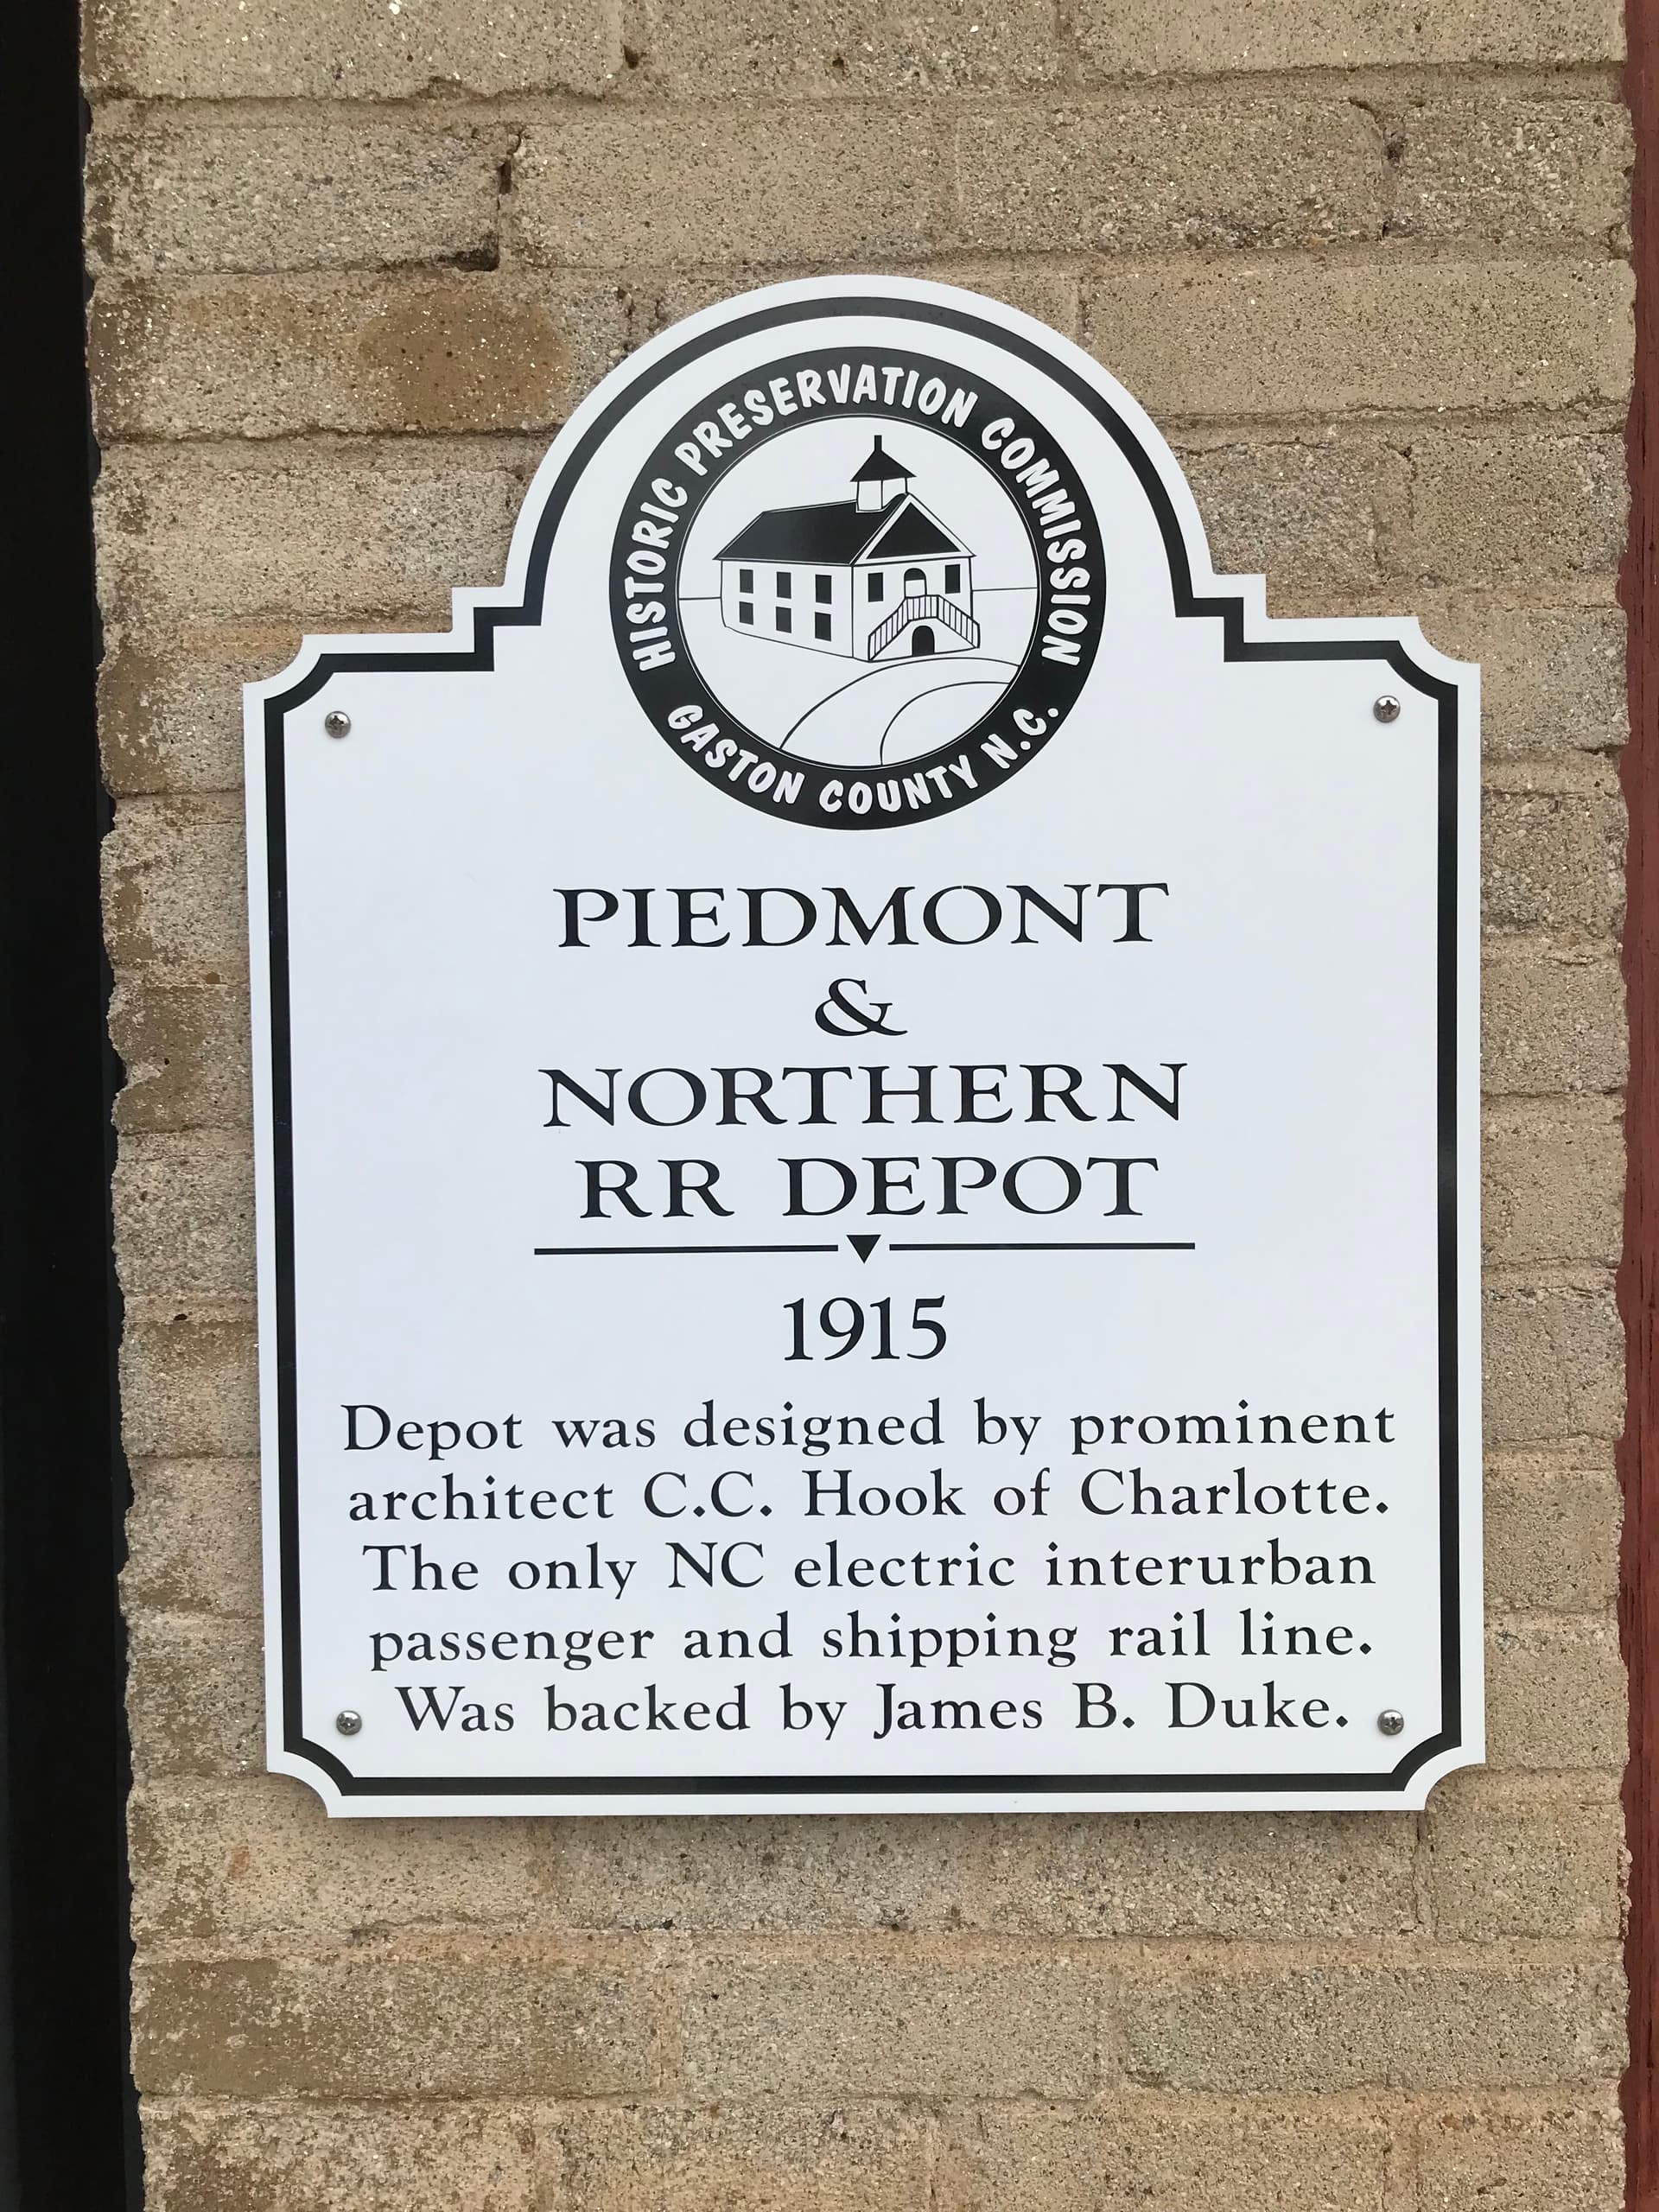 HISTORIC PRESERVATION COMMISSION
GASTON COUNTY N.C.
PIEDMONT
&
NORTHERN
RR DEPOT
1915
Depot was designed by prominent
architect C.C. Hook of Charlotte.
The only NC electric interurban
passenger and shipping rail line.
Was backed by James B. Duke.